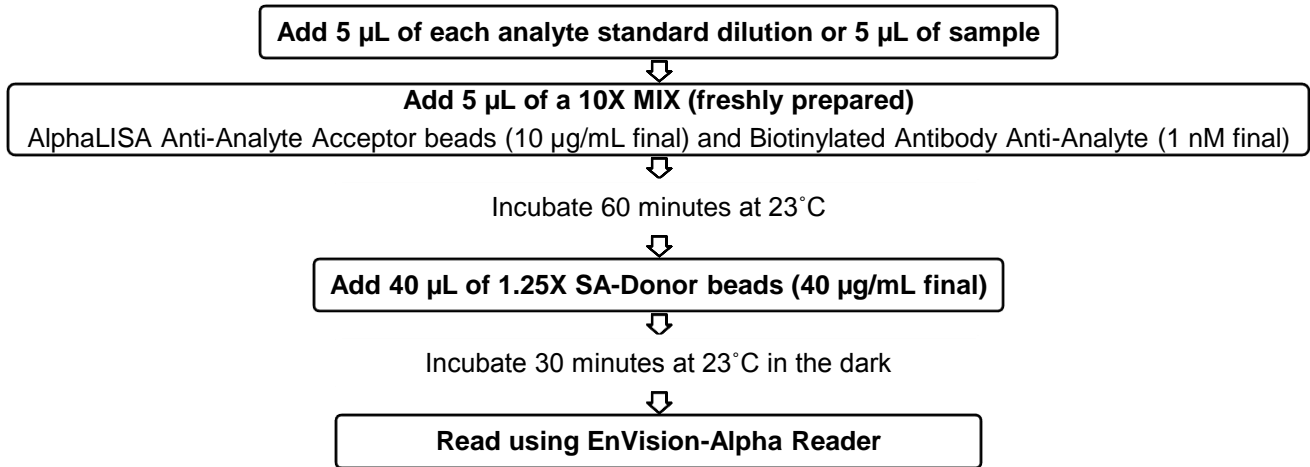 Add 5 µL of each analyte standard dilution or 5 µL of sample
Add 5 µL of a 10X MIX (freshly prepared)
AlphaLISA Anti-Analyte Acceptor beads (10 µg/mL final) and Biotinylated Antibody Anti-Analyte (1 nM final)
Incubate 60 minutes at 23˚C
Add 40 µL of 1.25X SA-Donor beads (40 µg/mL final)
Incubate 30 minutes at 23˚C in the dark
Read using EnVision-Alpha Reader